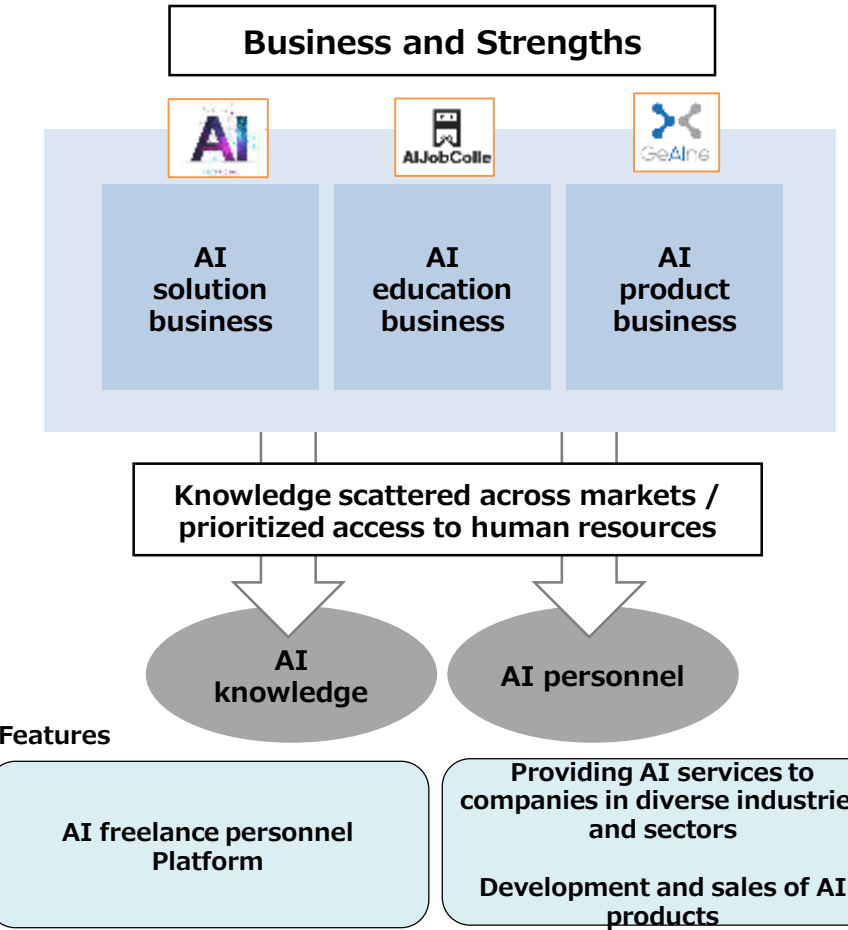 Business and Strengths
AI
AIJobColle
GeAIne
AI
solution
business
AI
education
business
AI
product
business
Knowledge scattered across markets /
prioritized access to human resources
AI
knowledge
AI personnel
Features
AI freelance personnel
Platform
Providing AI services to
companies in diverse industrie
and sectors
Development and sales of AI
products